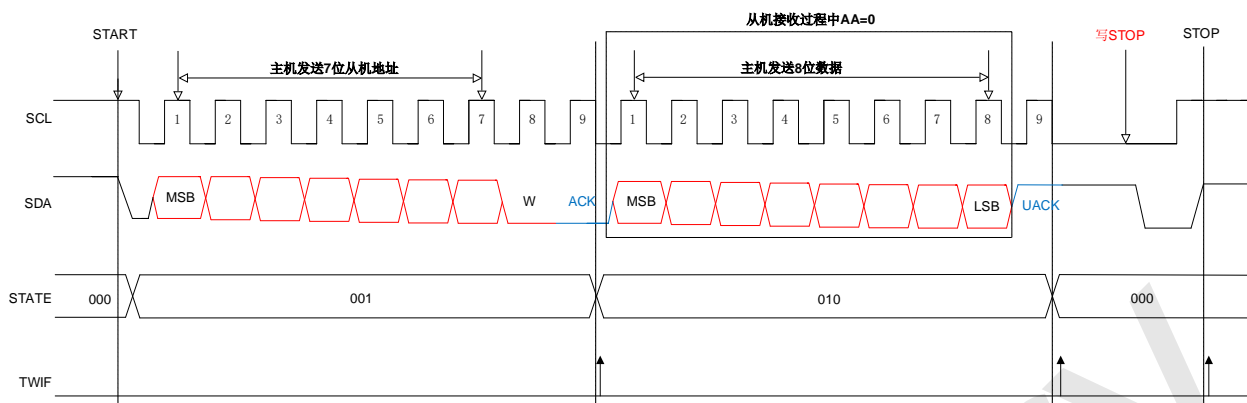 从机接收过程中AA=0
START
写STOP
STOP
主机发送7位从机地址
主机发送8位数据
SCL
1 2 3 4 5 6 7 8 9 1 2 3 4 5 6 7 8 9
SDA
MSB W ACK MSB LSB UACK
STATE
000 001 010 000
TWIF